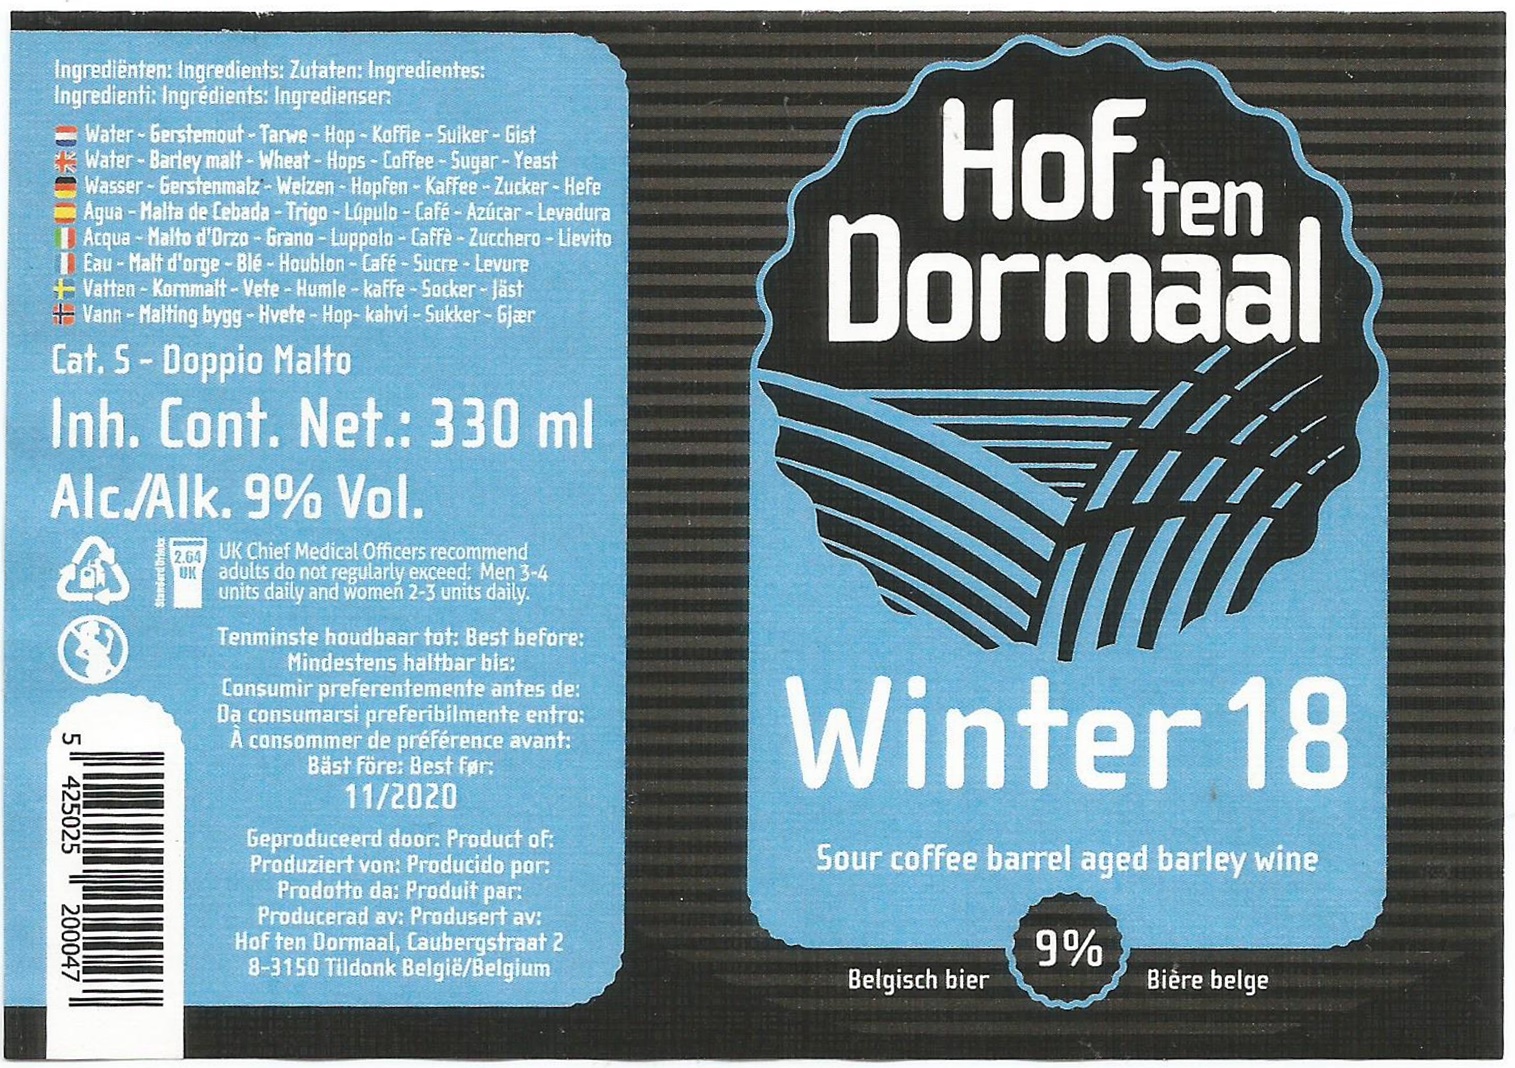 Ingrediënten: Ingredients: Zutaten: Ingredientes:
Ingredienti: Ingrédients: Ingredienser:
Water - Gerstemout - Tarwe - Hop - Koffie - Suiker - Gist
Water - Barley malt - Wheat - Hops - Coffee - Sugar - Yeast
Wasser - Gerstenmalz - Weizen - Hopfen - Kaffee - Zucker - Hefe
Agua - Malta de Cebada - Trigo - Lúpulo - Café - Azúcar - Levadura
Acqua - Malto d'Orzo - Grano - Luppolo - Caffè - Zucchero - Lievito
Eau - Malt d'orge - Blé - Houblon - Café - Sucre - Levure
Vatten - Kornmalt - Vete - Humle - kaffe - Socker - Jäst
Vann - Malting bygg - Hvete - Hop- kahvi - Sukker - Gjær
Cat. S - Doppio Malto
Inh. Cont. Net.: 330 ml
Alc./Alk. 9% Vol.
Standard Drinks
2.64
UK
UK Chief Medical Officers recommend
adults do not regularly exceed: Men 3-4
units daily and women 2-3 units daily.
Tenminste houdbaar tot: Best before:
Mindestens haltbar bis:
Consumir preferentemente antes de:
Da consumarsi preferibilmente entro:
À consommer de préférence avant:
Bäst före: Best før:
11/2020
Geproduceerd door: Product of:
Produziert von: Producido por:
Prodotto da: Produit par:
Producerad av: Produsert av:
Hof ten Dormaal, Caubergstraat 2
B-3150 Tildonk België/Belgium
5 425025 200047
Hof ten
Dormaal
Winter 18
Sour coffee barrel aged barley wine
9%
Belgisch bier
Bière belge